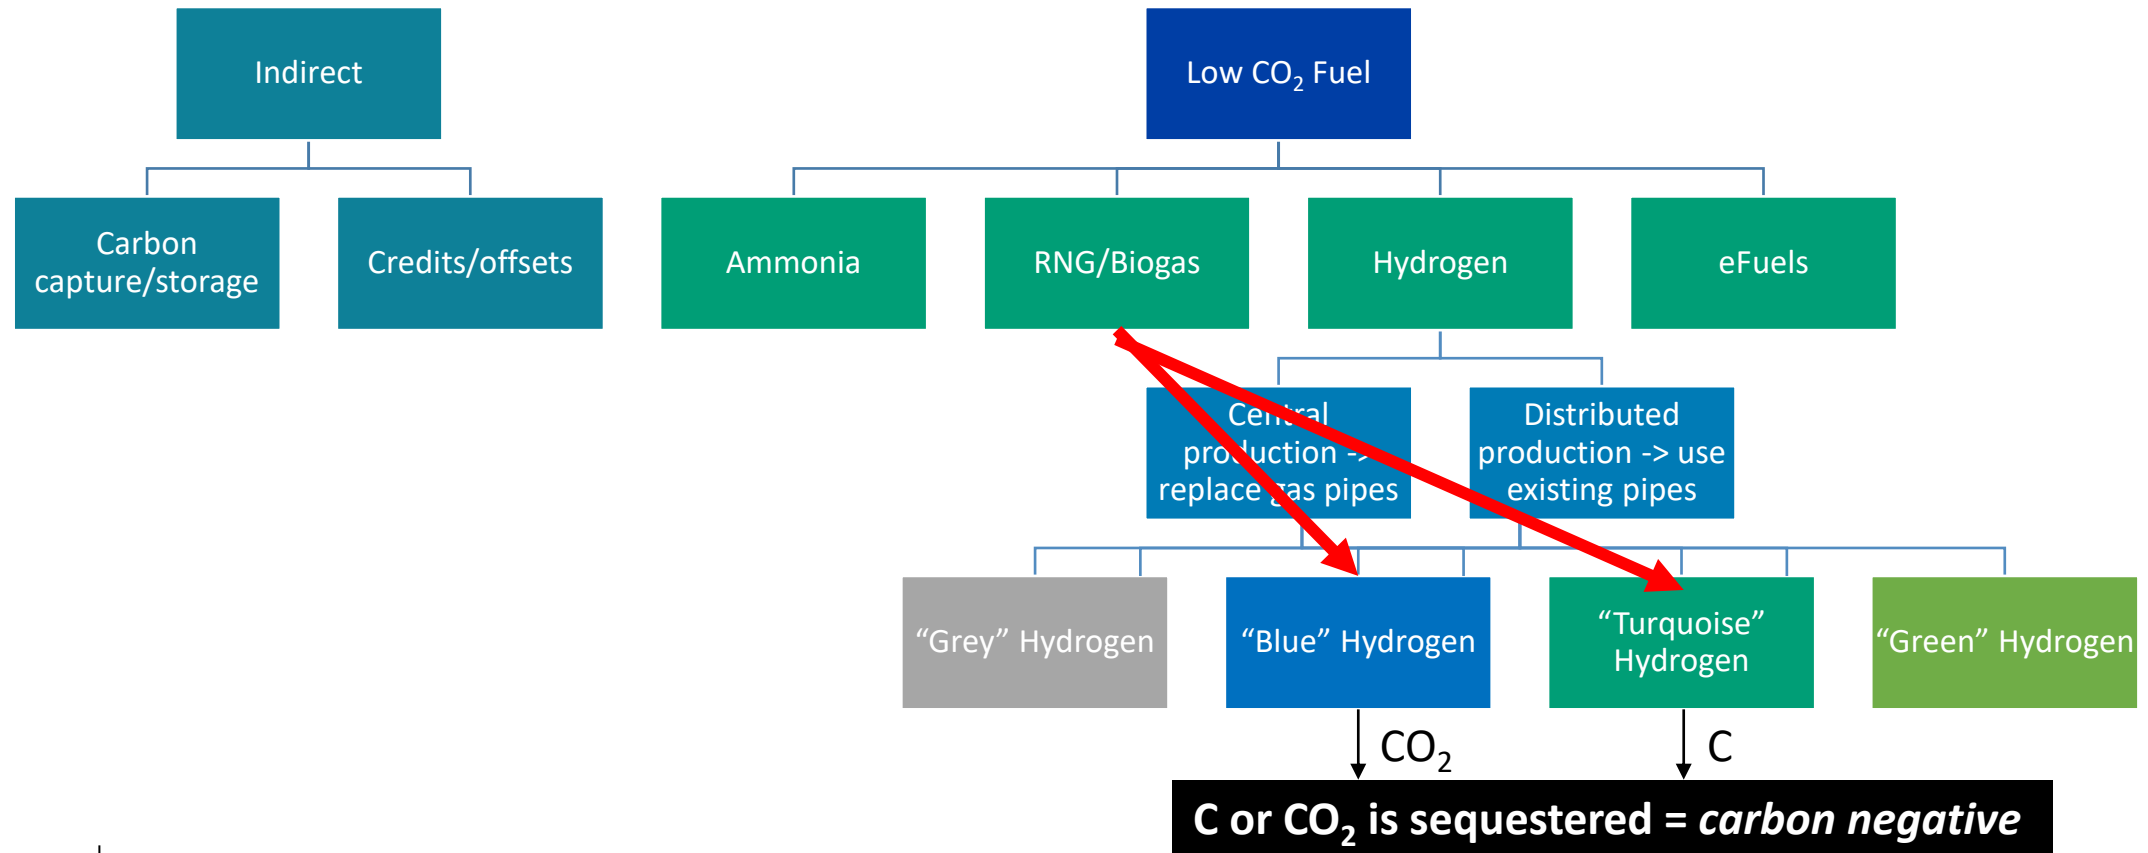 Indirect
Low CO₂ Fuel
Carbon
capture/storage
Credits/offsets
Ammonia
RNG/Biogas
Hydrogen
eFuels
Central
production ->
replace gas pipes
Distributed
production -> use
existing pipes
“Grey” Hydrogen
“Blue” Hydrogen
“Turquoise”
Hydrogen
“Green” Hydrogen
CO₂
C
C or CO₂ is sequestered = carbon negative